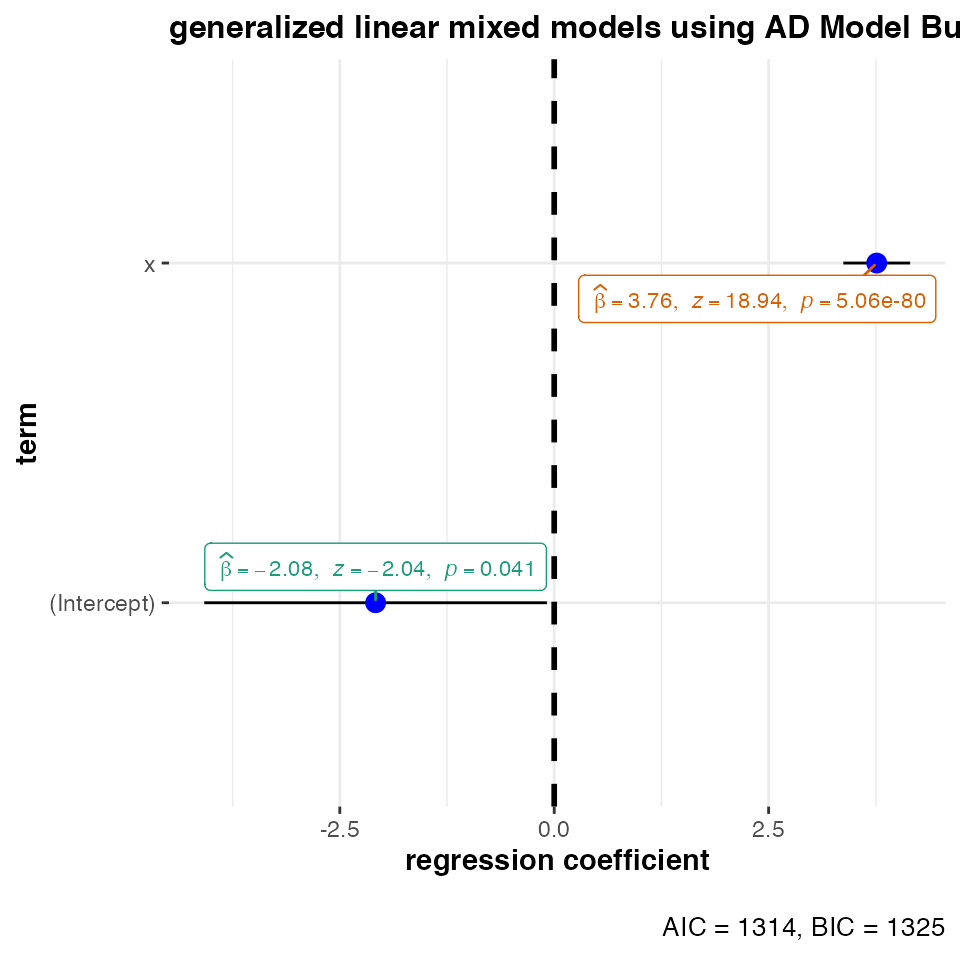 generalized linear mixed models using AD Model Bu
x
β̂ = 3.76, z = 18.94, p = 5.06e-80
term
β̂ = −2.08, z = −2.04, p = 0.041
(Intercept)
-2.5 0.0 2.5
regression coefficient
AIC = 1314, BIC = 1325